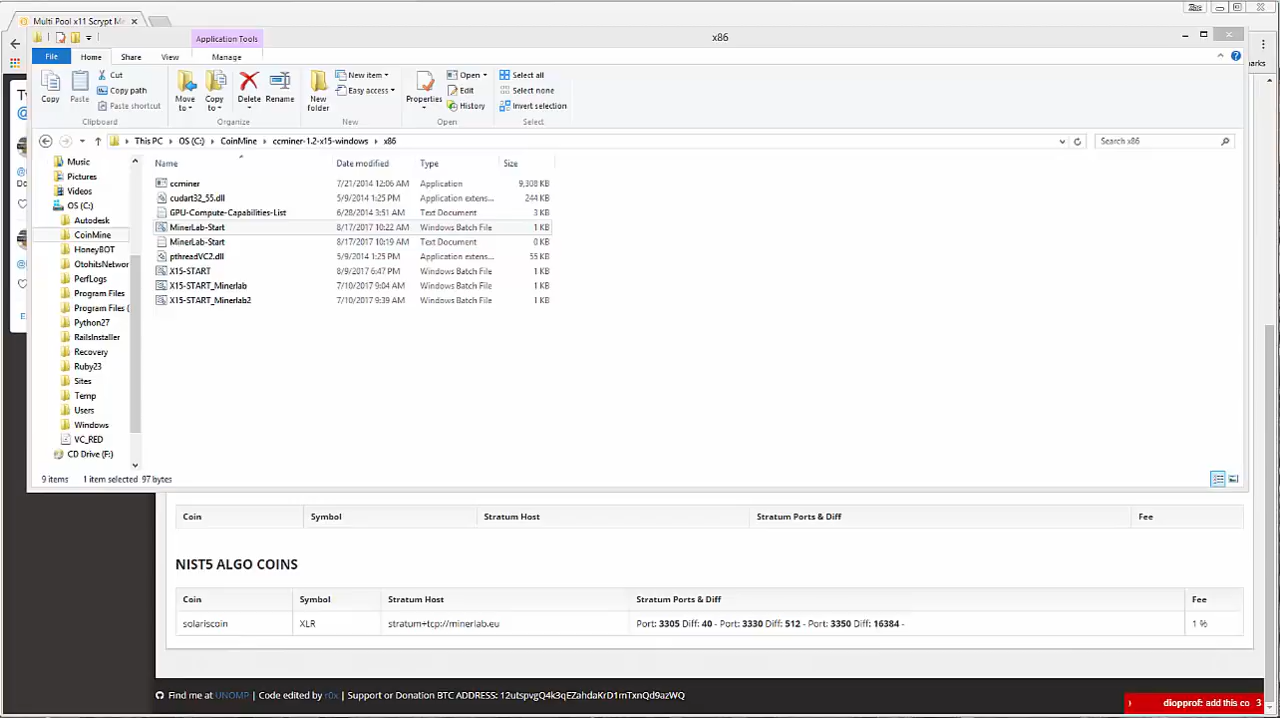 Multi Pool x11 Scrypt M
Application Tools
x86
File Home Share View Manage
Copy
Paste
Cut
Copy path
Paste shortcut
Clipboard
Move to
Copy to
Delete
Rename
Organize
New folder
New item
Easy access
New
Properties
Open
Edit
History
Open
Select all
Select none
Invert selection
Select
This PC OS (C:) CoinMine ccminer-1.2-x15-windows x86
Search x86
Music
Pictures
Videos
OS (C:)
Autodesk
CoinMine
HoneyBOT
OtohitsNetwor
PerfLogs
Program Files
Program Files (
Python27
RailsInstaller
Recovery
Ruby23
Sites
Temp
Users
Windows
VC_RED
CD Drive (F:)
Name Date modified Type Size
ccminer 7/21/2014 12:06 AM Application 9,308 KB
cudart32_55.dll 5/9/2014 1:25 PM Application extens... 244 KB
GPU-Compute-Capabilities-List 6/28/2014 3:51 AM Text Document 3 KB
MinerLab-Start 8/17/2017 10:22 AM Windows Batch File 1 KB
MinerLab-Start 8/17/2017 10:19 AM Text Document 0 KB
pthreadVC2.dll 5/9/2014 1:25 PM Application extens... 55 KB
X15-START 8/9/2017 6:47 PM Windows Batch File 1 KB
X15-START_Minerlab 7/10/2017 9:04 AM Windows Batch File 1 KB
X15-START_Minerlab2 7/10/2017 9:39 AM Windows Batch File 1 KB
9 items 1 item selected 97 bytes
Coin Symbol Stratum Host Stratum Ports & Diff Fee
NIST5 ALGO COINS
Coin Symbol Stratum Host Stratum Ports & Diff Fee
solariscoin XLR stratum+tcp://minerlab.eu Port: 3305 Diff: 40 - Port: 3330 Diff: 512 - Port: 3350 Diff: 16384 - 1 %
Find me at UNOMP | Code edited by r0x | Support or Donation BTC ADDRESS: 12utspvgQ4k3qEZahdaKrD1mTxnQd9azWQ
diopprof: add this co 3